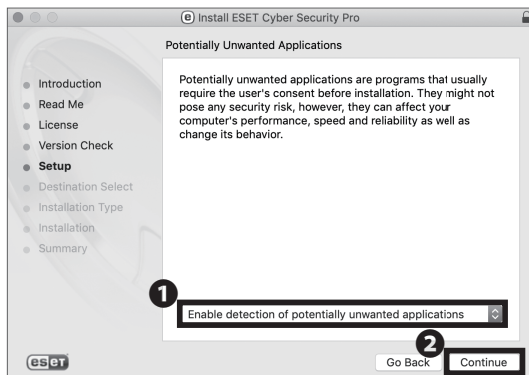 e Install ESET Cyber Security Pro
Potentially Unwanted Applications
Introduction
Read Me
License
Version Check
Setup
Destination Select
Installation Type
Installation
Summary
Potentially unwanted applications are programs that usually
require the user's consent before installation. They might not
pose any security risk, however, they can affect your
computer's performance, speed and reliability as well as
change its behavior.
1
Enable detection of potentially unwanted applications
2
eset
Go Back
Continue